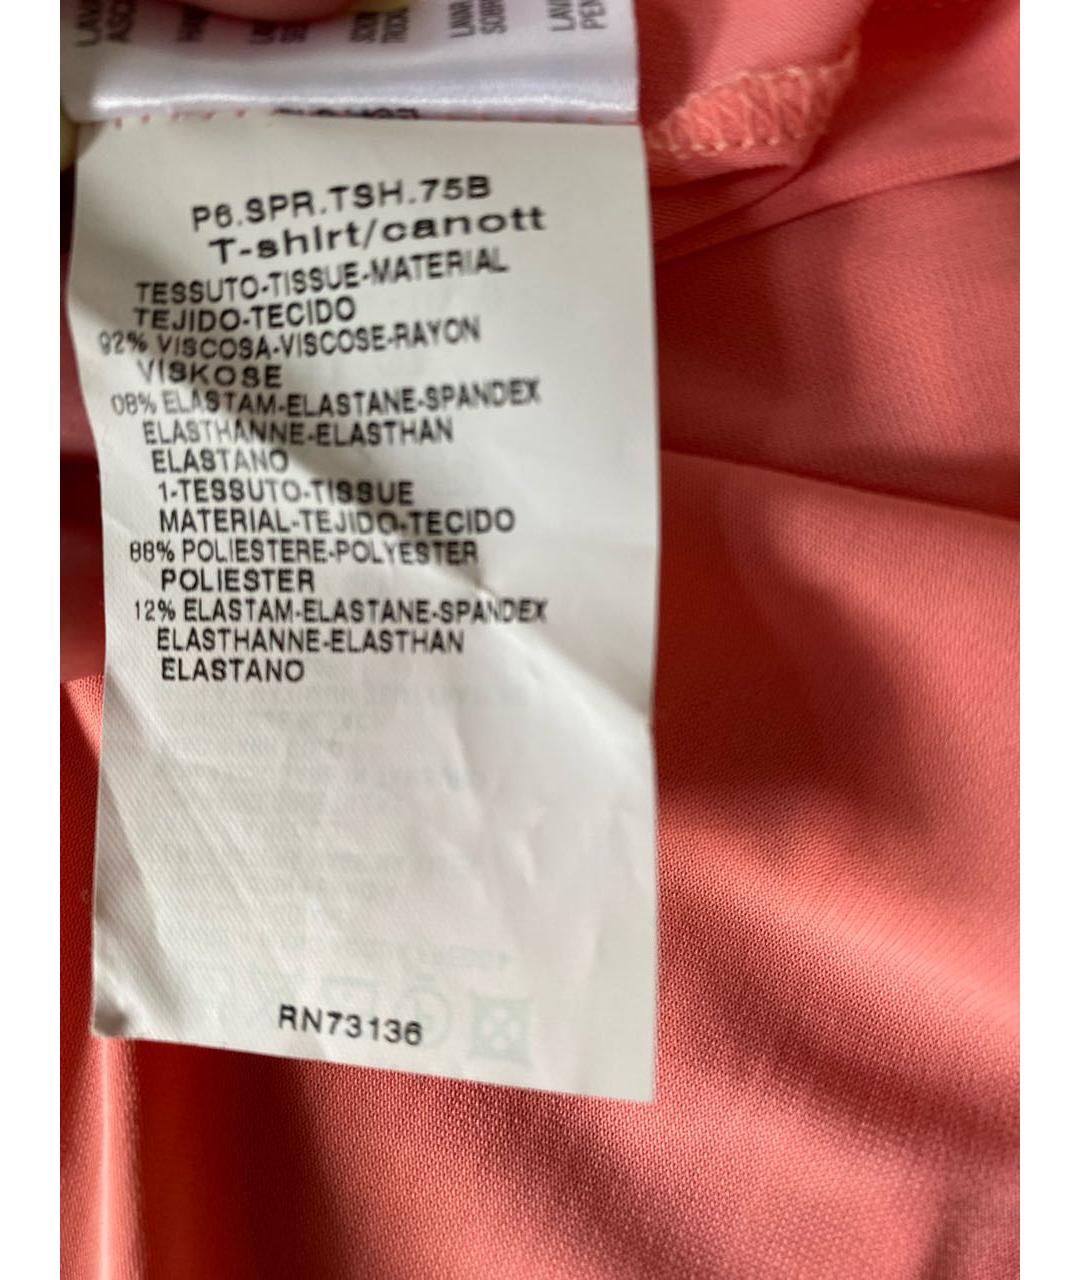 P6.SPR.TSH.75B
T-shirt/canott
TESSUTO-TISSUE-MATERIAL
TEJIDO-TECIDO
92% VISCOSA-VISCOSE-RAYON
VISKOSE
08% ELASTAM-ELASTANE-SPANDEX
ELASTHANNE-ELASTHAN
ELASTANO
1-TESSUTO-TISSUE
MATERIAL-TEJIDO-TECIDO
88% POLIESTERE-POLYESTER
POLIESTER
12% ELASTAM-ELASTANE-SPANDEX
ELASTHANNE-ELASTHAN
ELASTANO
RN73136